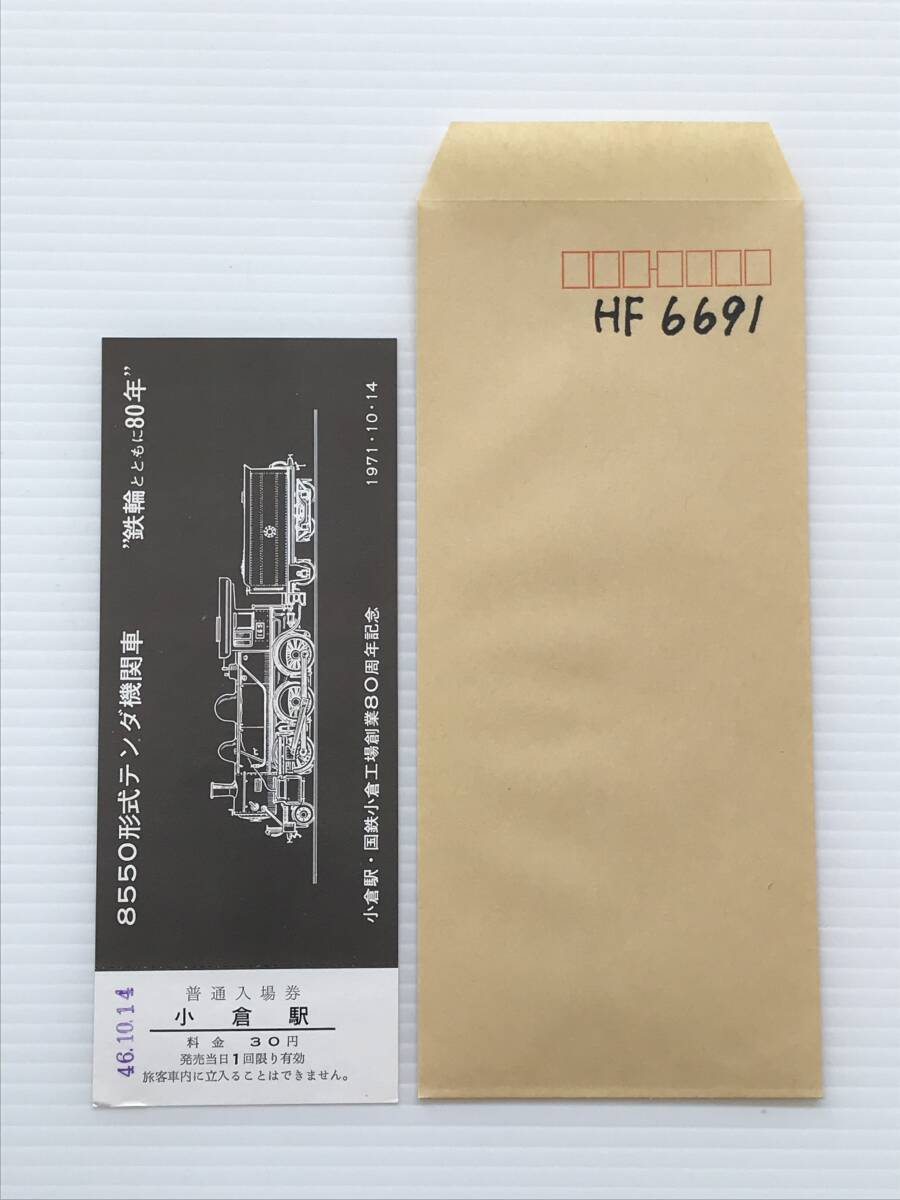 "鉄輪とともに80年"
8550形式テンダ機関車
1971・10・14
小倉駅・国鉄小倉工場創業80周年記念
46.10.14
普通入場券
小倉駅
料金 30円
発売当日1回限り有効
旅客車内に立入ることはできません。
HF 6691